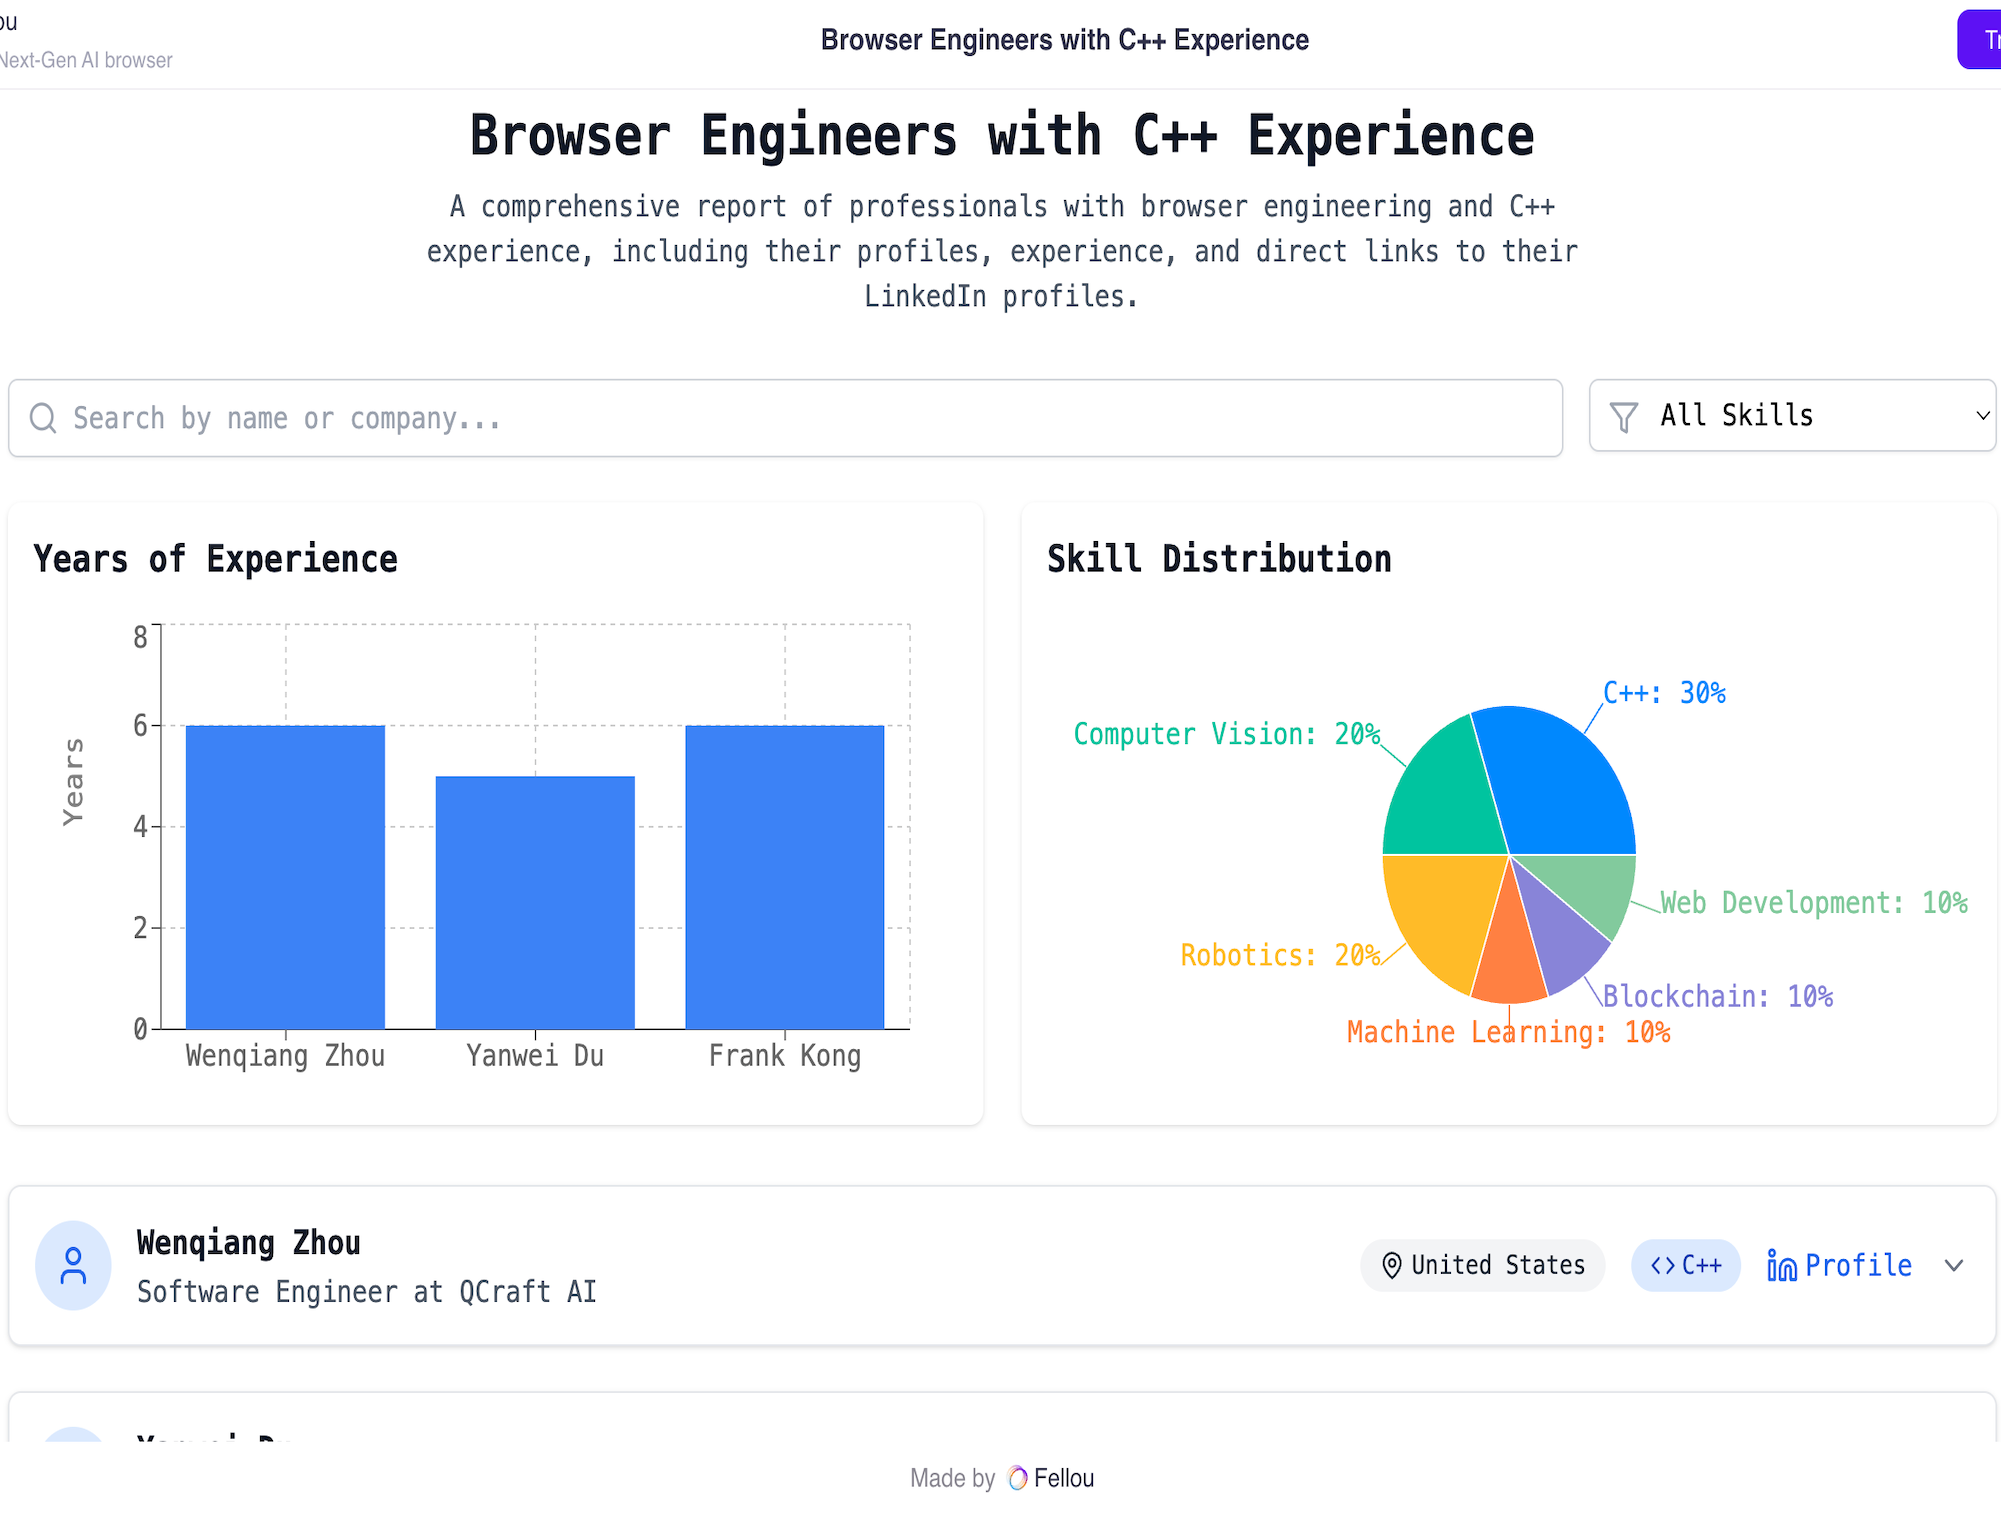 ou
Next-Gen AI browser
Browser Engineers with C++ Experience
Browser Engineers with C++ Experience
A comprehensive report of professionals with browser engineering and C++
experience, including their profiles, experience, and direct links to their
LinkedIn profiles.
Search by name or company...
All Skills
Years of Experience
Years
8
6
4
2
0
Wenqiang Zhou
Yanwei Du
Frank Kong
Skill Distribution
C++: 30%
Computer Vision: 20%
Web Development: 10%
Robotics: 20%
Blockchain: 10%
Machine Learning: 10%
Wenqiang Zhou
Software Engineer at QCraft AI
United States
<> C++
in Profile
Yanwei Du
Made by Fellou